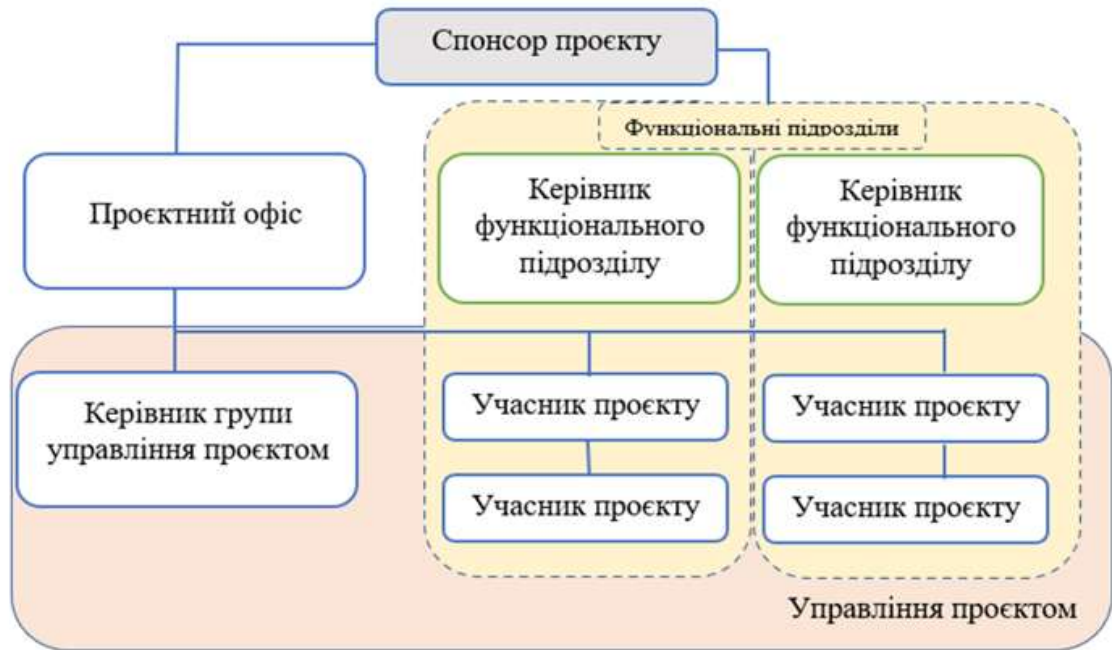 Спонсор проєкту
Функціональні підрозділи
Проєктний офіс
Керівник
функціонального
підрозділу
Керівник
функціонального
підрозділу
Керівник групи
управління проєктом
Учасник проєкту
Учасник проєкту
Учасник проєкту
Учасник проєкту
Управління проєктом